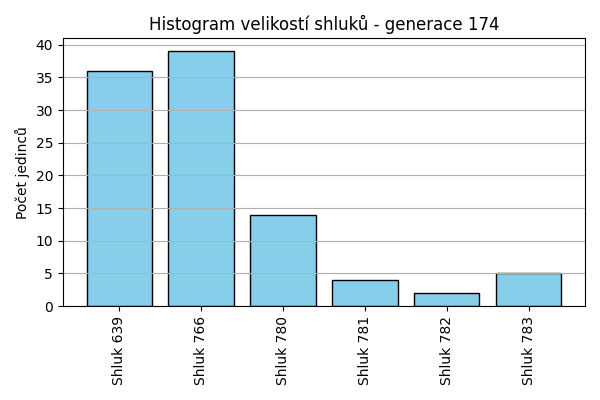 Histogram velikostí shluků - generace 174
Počet jedinců
40
35
30
25
20
15
10
5
0
Shluk 639
Shluk 766
Shluk 780
Shluk 781
Shluk 782
Shluk 783